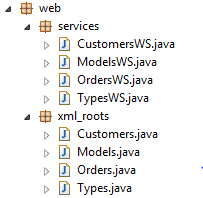 web
services
CustomersWS.java
ModelsWS.java
OrdersWS.java
TypesWS.java
xml_roots
Customers.java
Models.java
Orders.java
Types.java